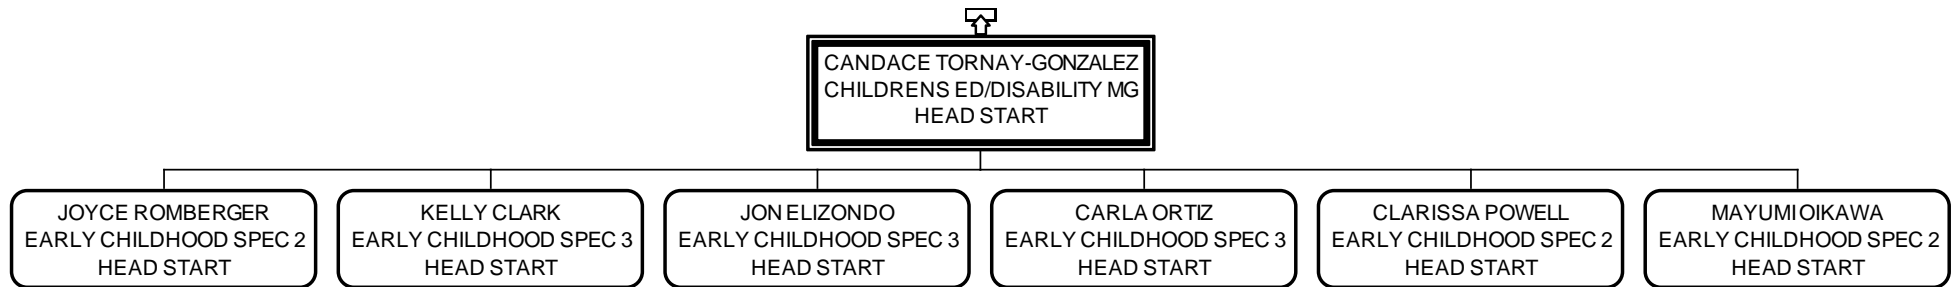 CANDACE TORNAY-GONZALEZ
CHILDRENS ED/DISABILITY MG
HEAD START
JOYCE ROMBERGER
EARLY CHILDHOOD SPEC 2
HEAD START
KELLY CLARK
EARLY CHILDHOOD SPEC 3
HEAD START
JON ELIZONDO
EARLY CHILDHOOD SPEC 3
HEAD START
CARLA ORTIZ
EARLY CHILDHOOD SPEC 3
HEAD START
CLARISSA POWELL
EARLY CHILDHOOD SPEC 2
HEAD START
MAYUMI OIKAWA
EARLY CHILDHOOD SPEC 2
HEAD START